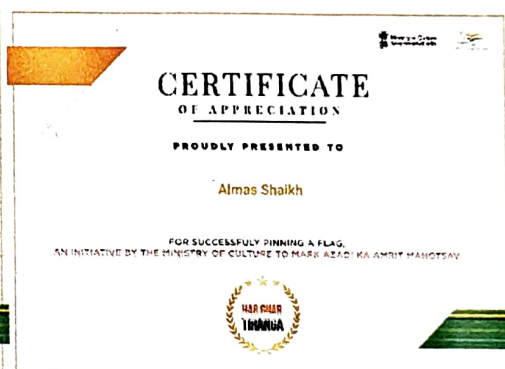 CERTIFICATE
OF APPRECIATION
PROUDLY PRESENTED TO
Almas Shaikh
FOR SUCCESSFULY PINNING A FLAG,
AN INITIATIVE BY THE MINISTRY OF CULTURE TO MARK AZADI KA AMRIT MAHOTSAV
HAR GHAR
TIRANGA